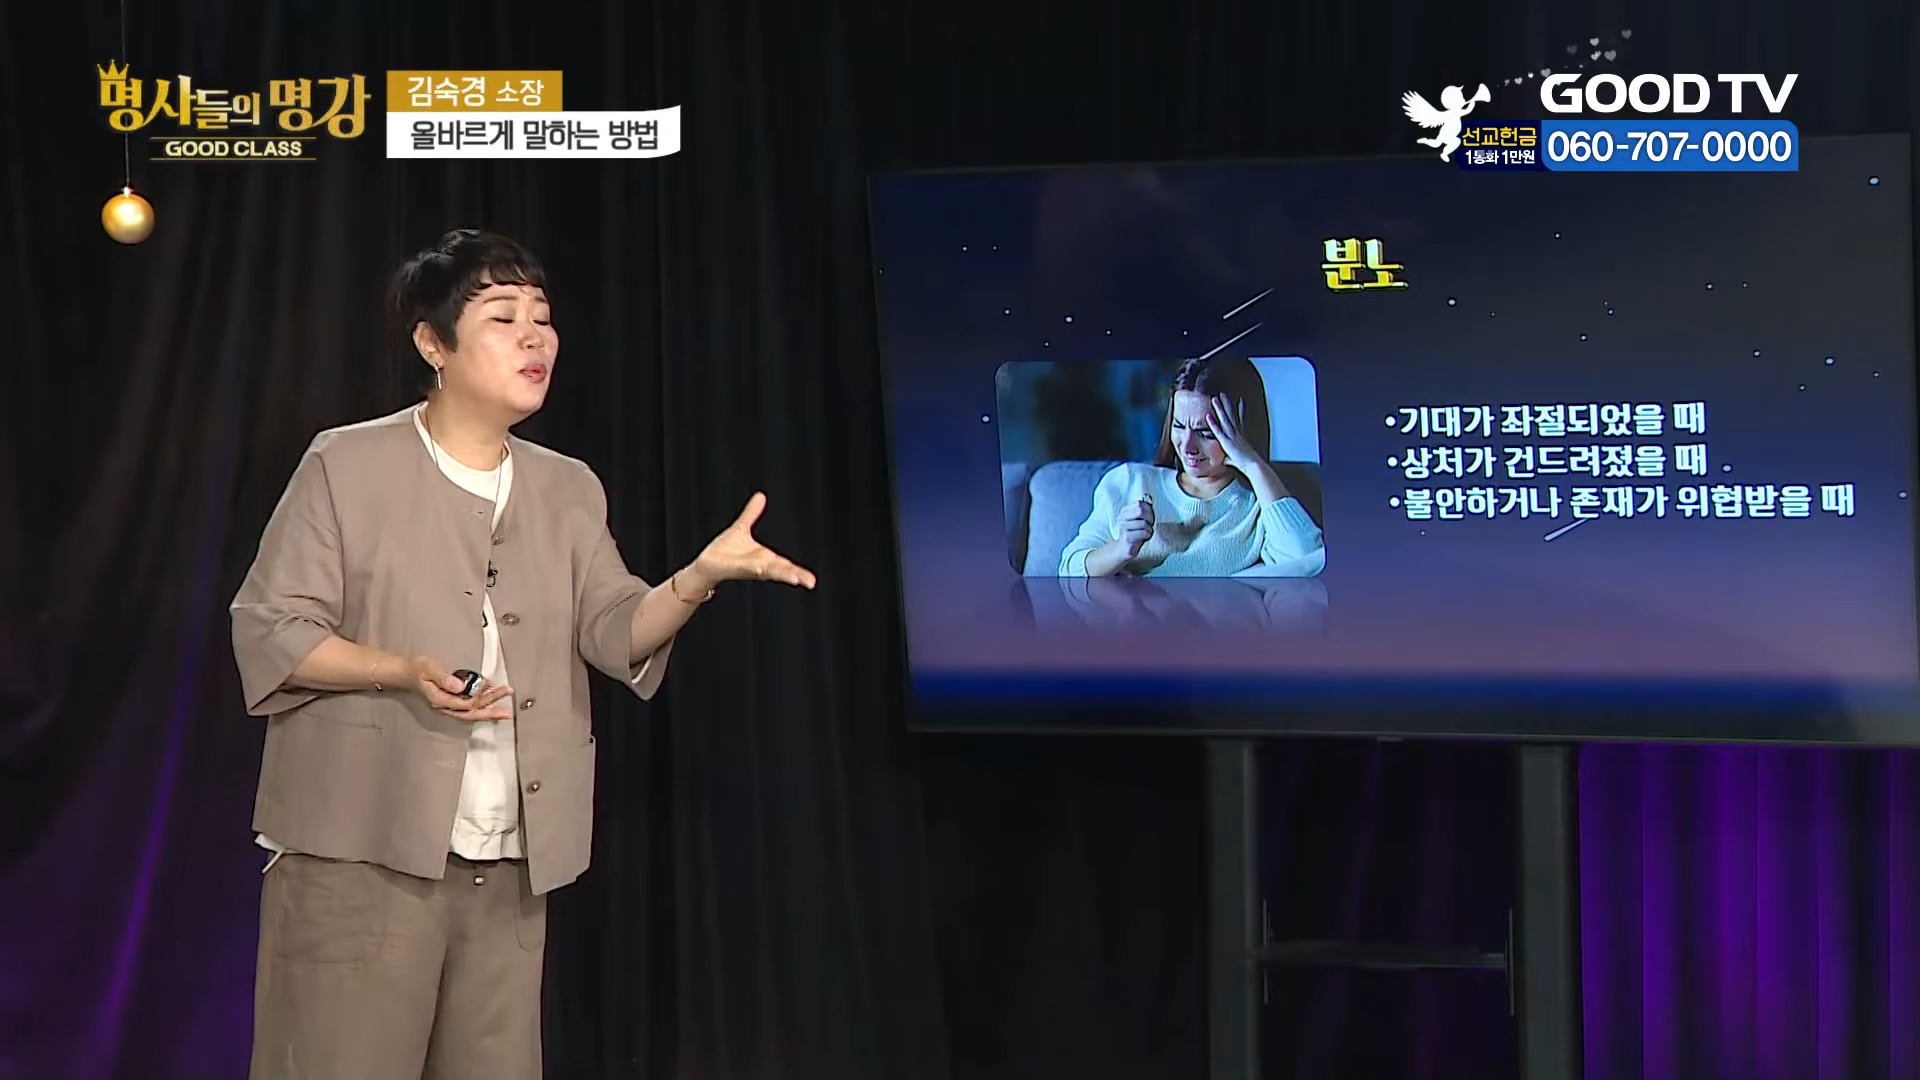 명사들의 명강
GOOD CLASS
김숙경 소장
올바르게 말하는 방법
GOOD TV
선교헌금
1통화 1만원
060-707-0000
분노
•기대가 좌절되었을 때
•상처가 건드려졌을 때
•불안하거나 존재가 위협받을 때